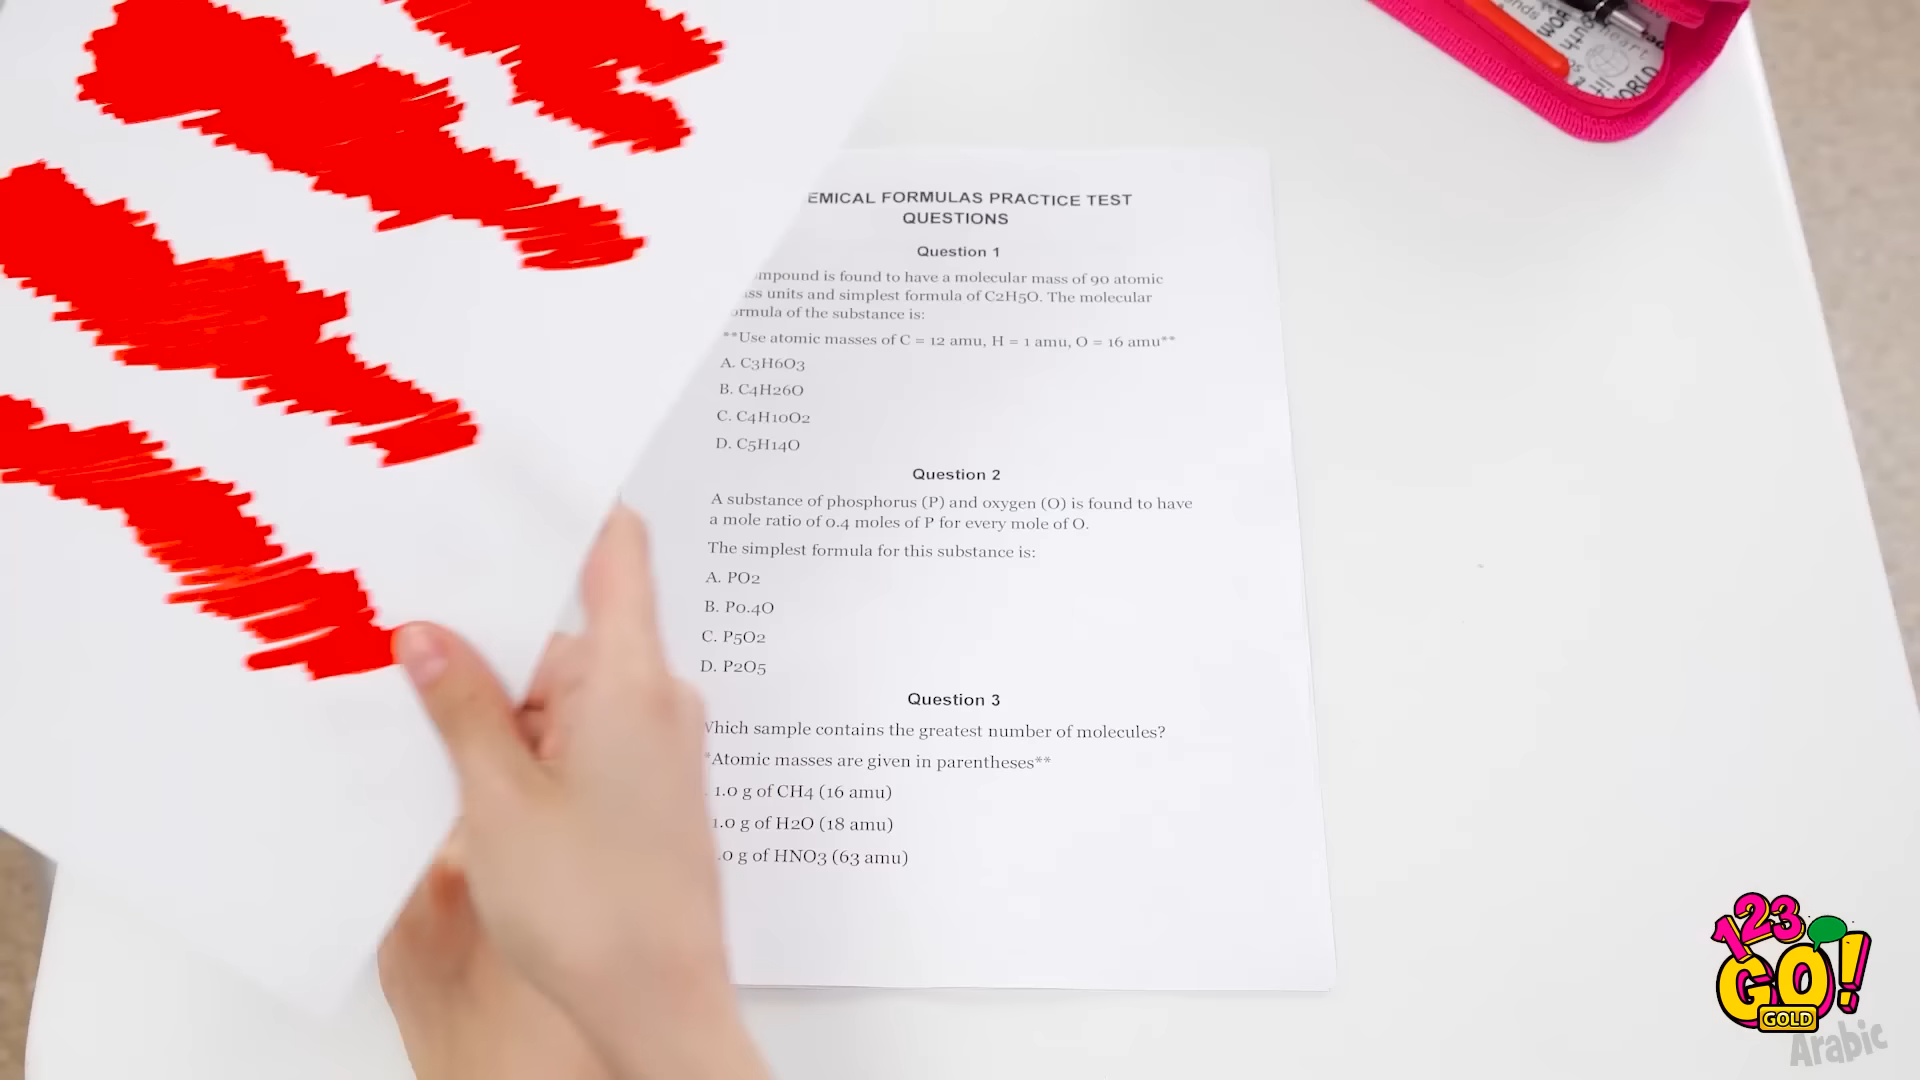 EMICAL FORMULAS PRACTICE TEST
QUESTIONS
Question 1
mpound is found to have a molecular mass of 90 atomic
ss units and simplest formula of C2H5O. The molecular
ormula of the substance is:
**Use atomic masses of C = 12 amu, H = 1 amu, O = 16 amu**
A. C3H6O3
B. C4H26O
C. C4H10O2
D. C5H14O
Question 2
A substance of phosphorus (P) and oxygen (O) is found to have
a mole ratio of 0.4 moles of P for every mole of O.
The simplest formula for this substance is:
A. PO2
B. P0.4O
C. P5O2
D. P2O5
Question 3
Which sample contains the greatest number of molecules?
*Atomic masses are given in parentheses**
1.0 g of CH4 (16 amu)
1.0 g of H2O (18 amu)
.0 g of HNO3 (63 amu)
heart
WORLD
123
GO!
GOLD
Arabic